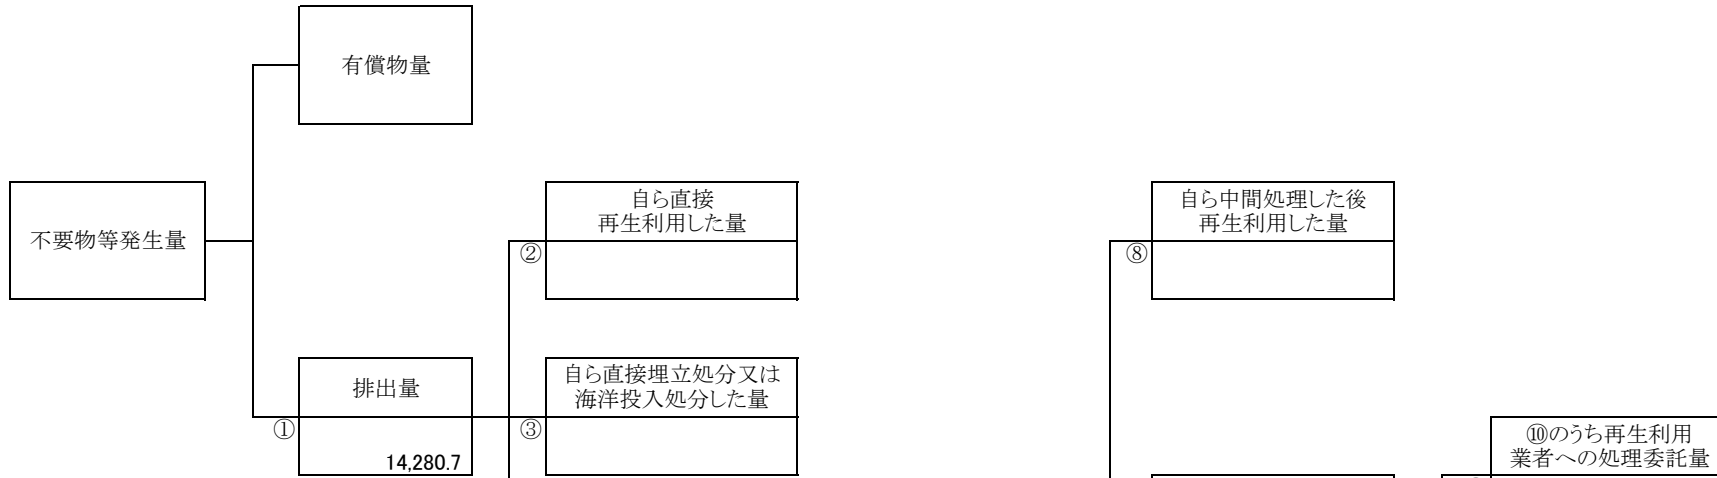 有償物量
不要物等発生量
自ら直接
再生利用した量
②
自ら中間処理した後
再生利用した量
⑧
排出量
①
14,280.7
自ら直接埋立処分又は
海洋投入処分した量
③
⑩のうち再生利用
業者への処理委託量